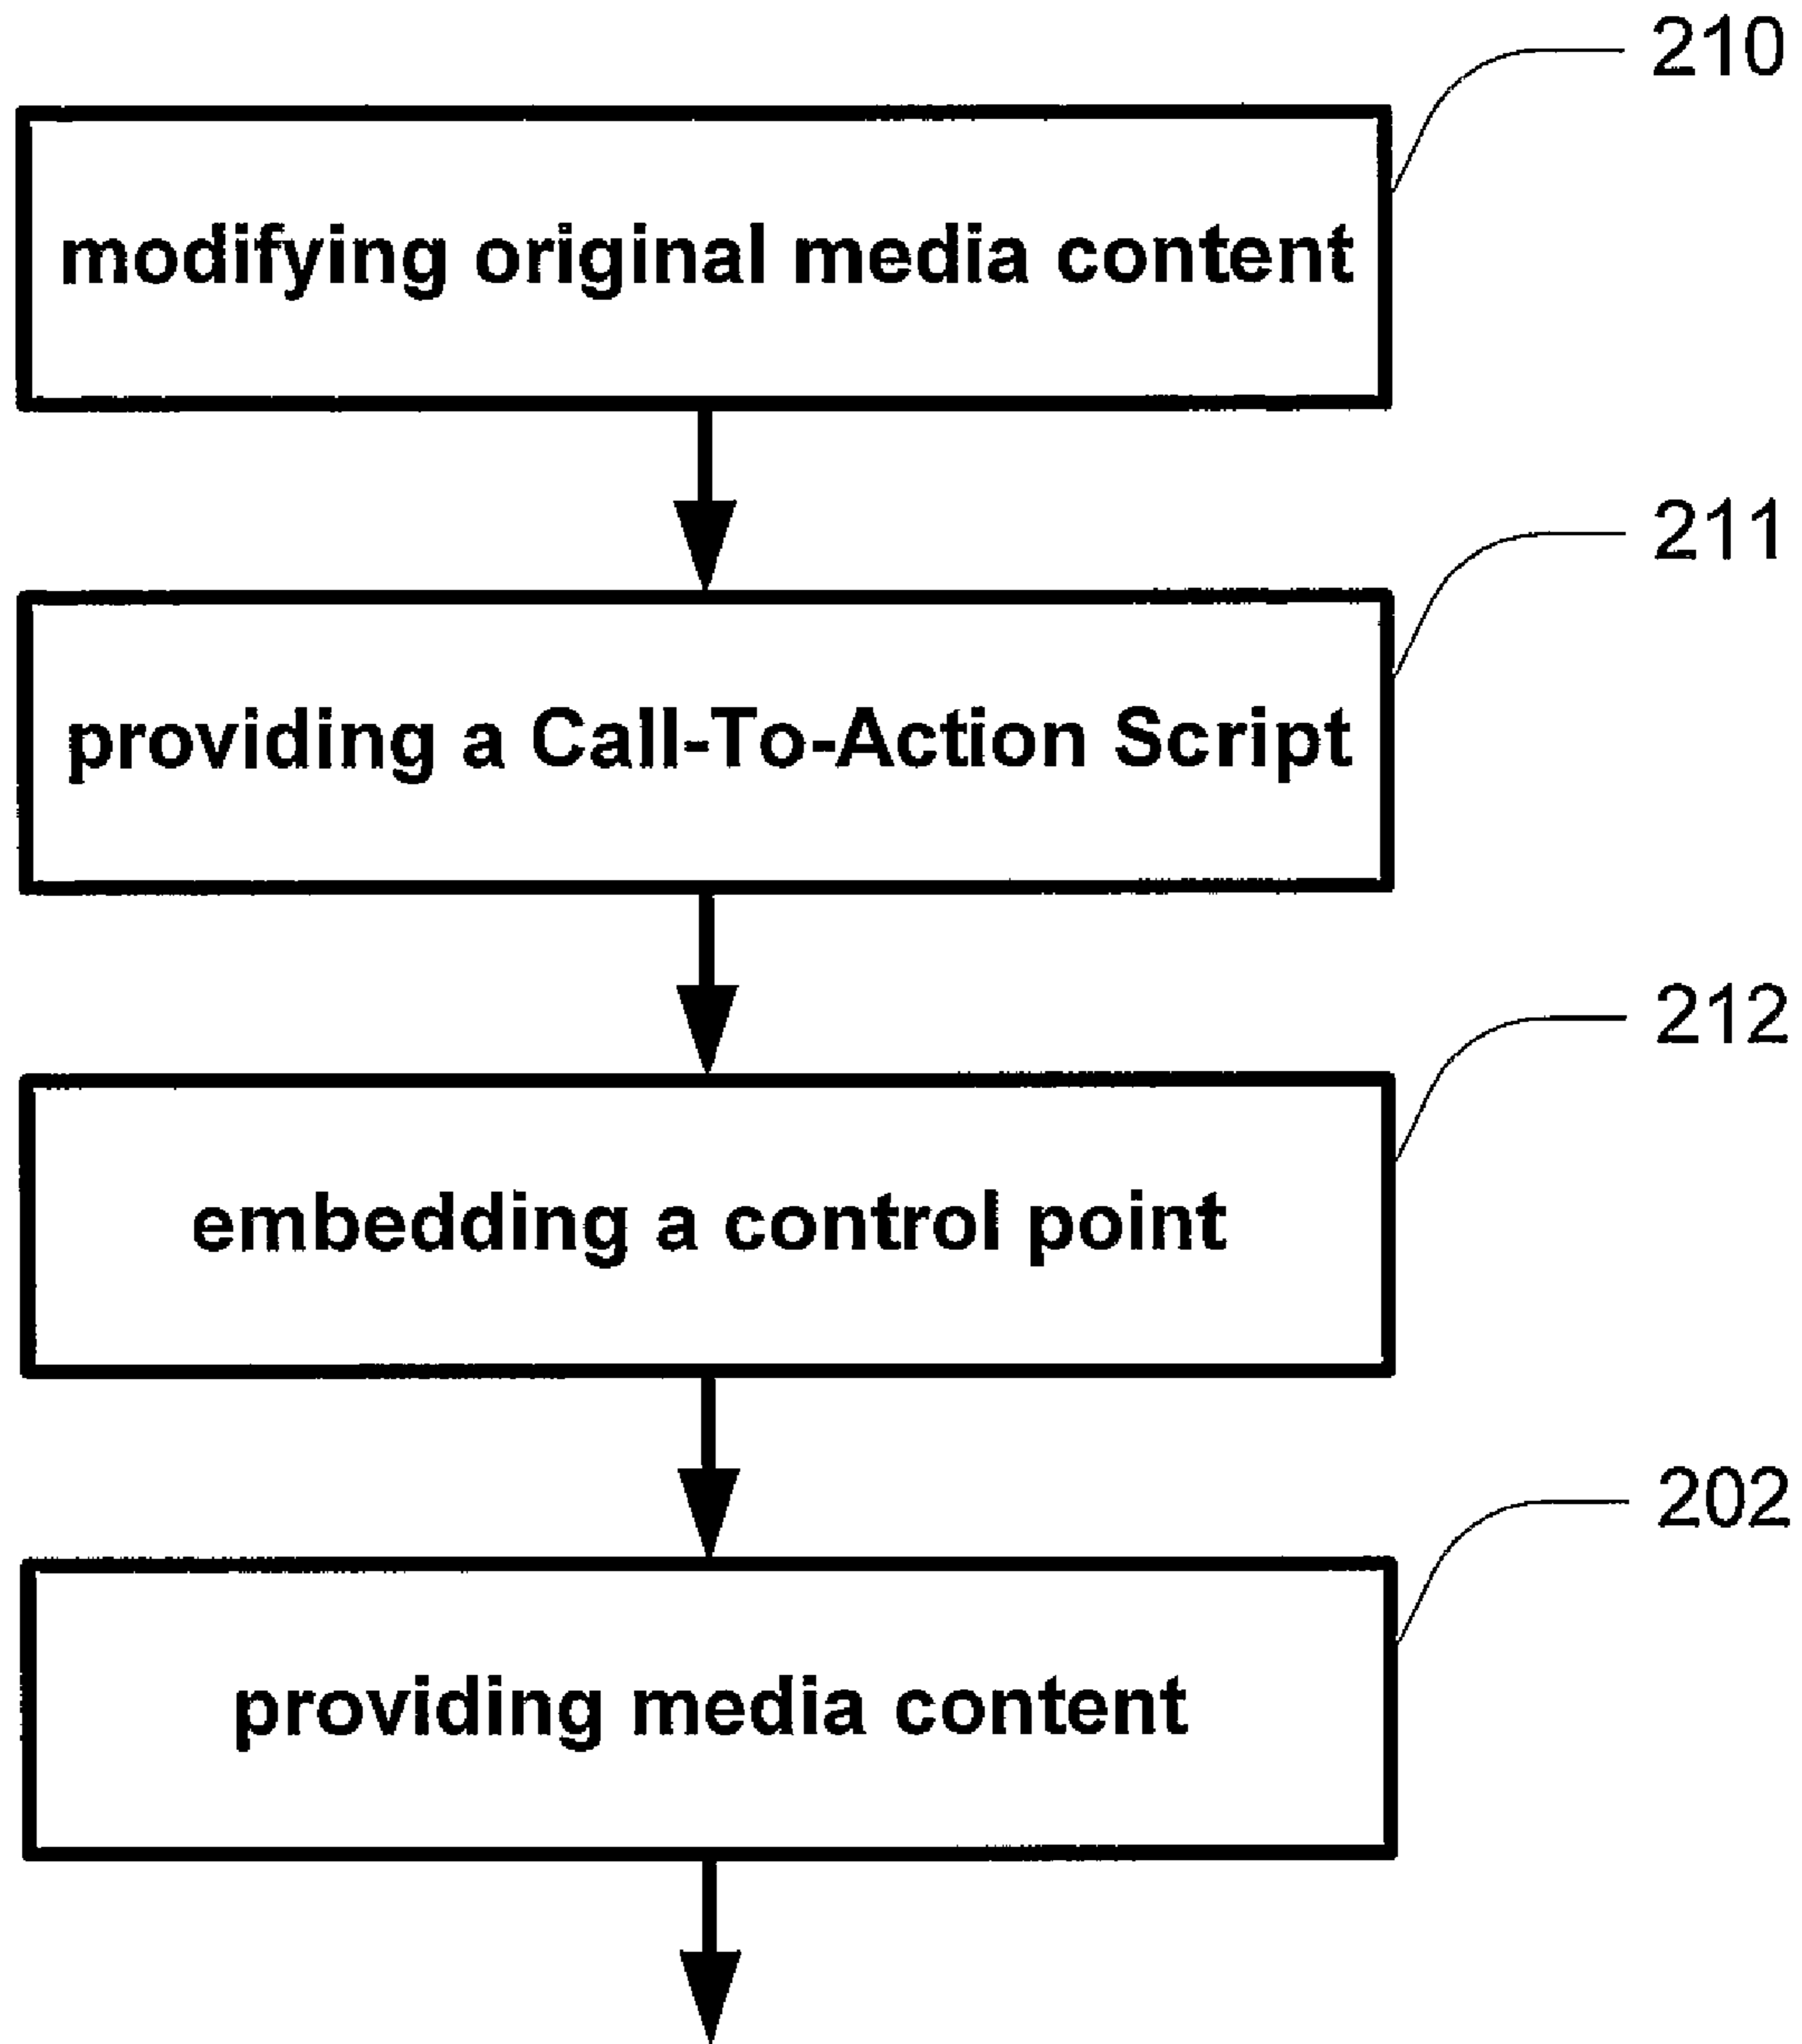 210
modifying original media content
211
providing a Call-To-Action Script
212
embedding a control point
202
providing media content